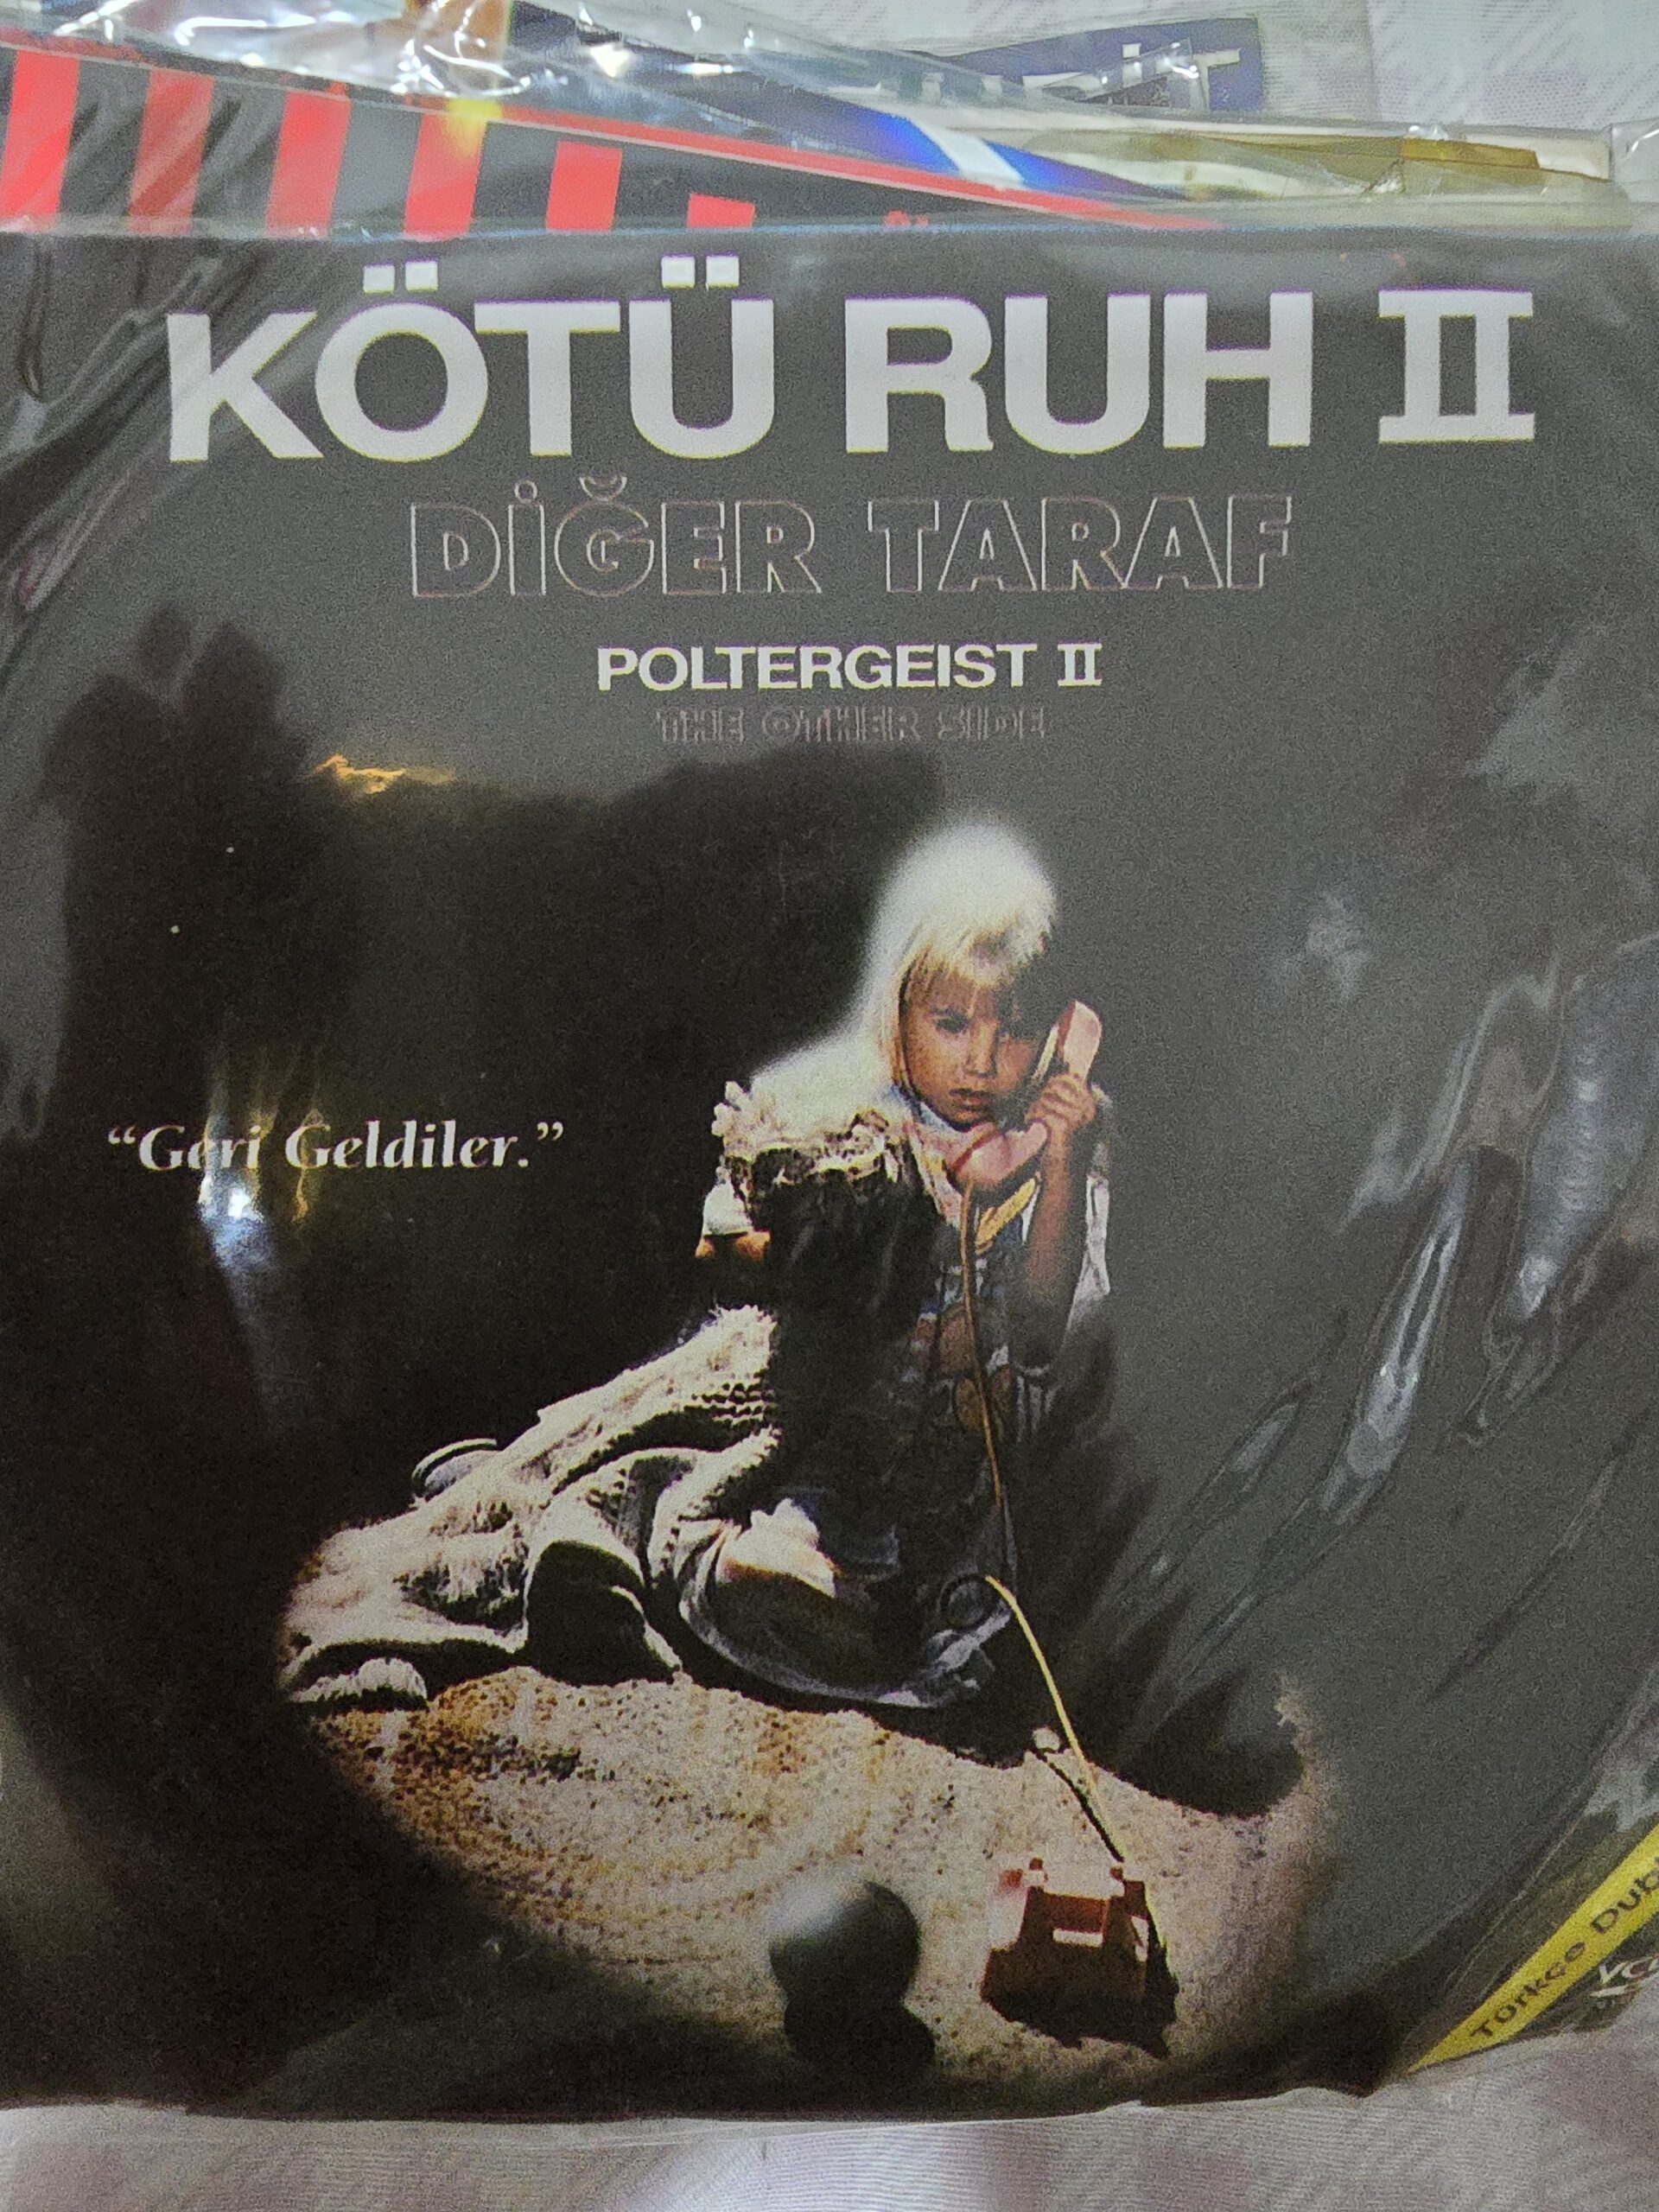 KÖTÜ RUH II
DİĞER TARAF
POLTERGEIST II
THE OTHER SIDE
“Geri Geldiler.”
Türkçe